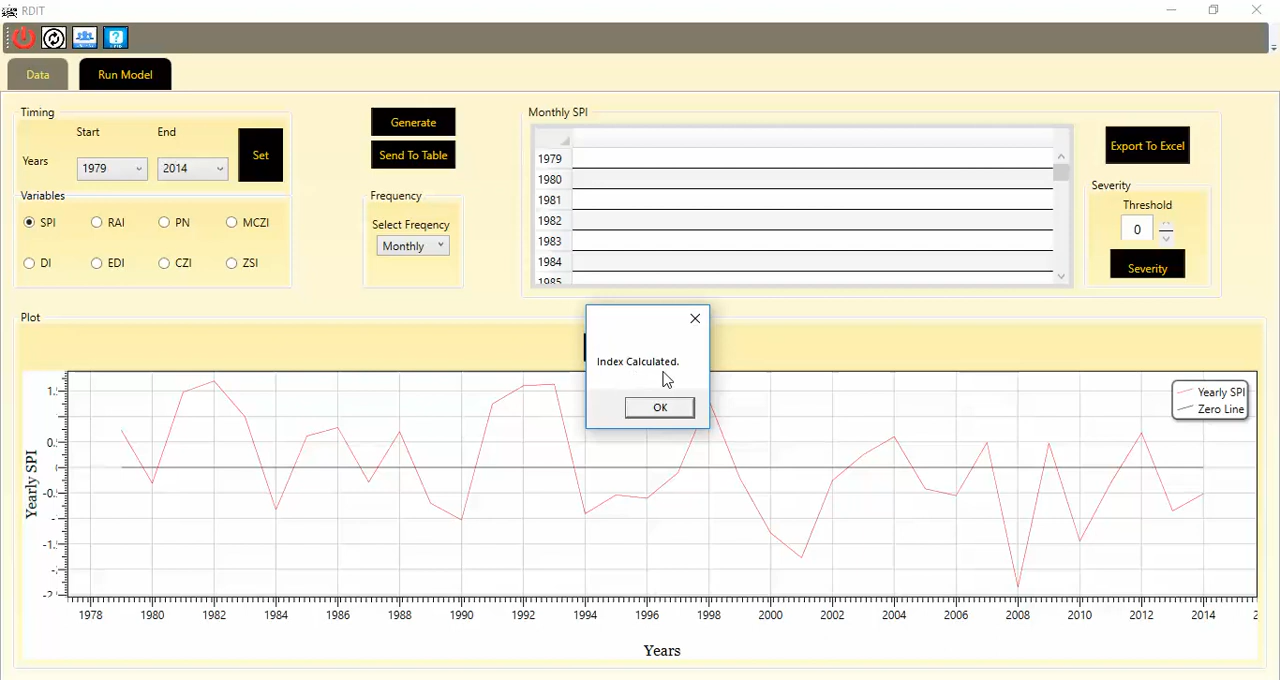 RDIT
Data
Run Model
Timing
Start
End
Years
1979
2014
Set
Generate
Send To Table
Variables
SPI
RAI
PN
MCZI
DI
EDI
CZI
ZSI
Frequency
Select Freqency
Monthly
Monthly SPI
1979
1980
1981
1982
1983
1984
1985
Export To Excel
Severity
Threshold
0
Severity
Plot
Index Calculated.
OK
Yearly SPI
Zero Line
Yearly SPI
1978 1980 1982 1984 1986 1988 1990 1992 1994 1996 1998 2000 2002 2004 2006 2008 2010 2012 2014
Years